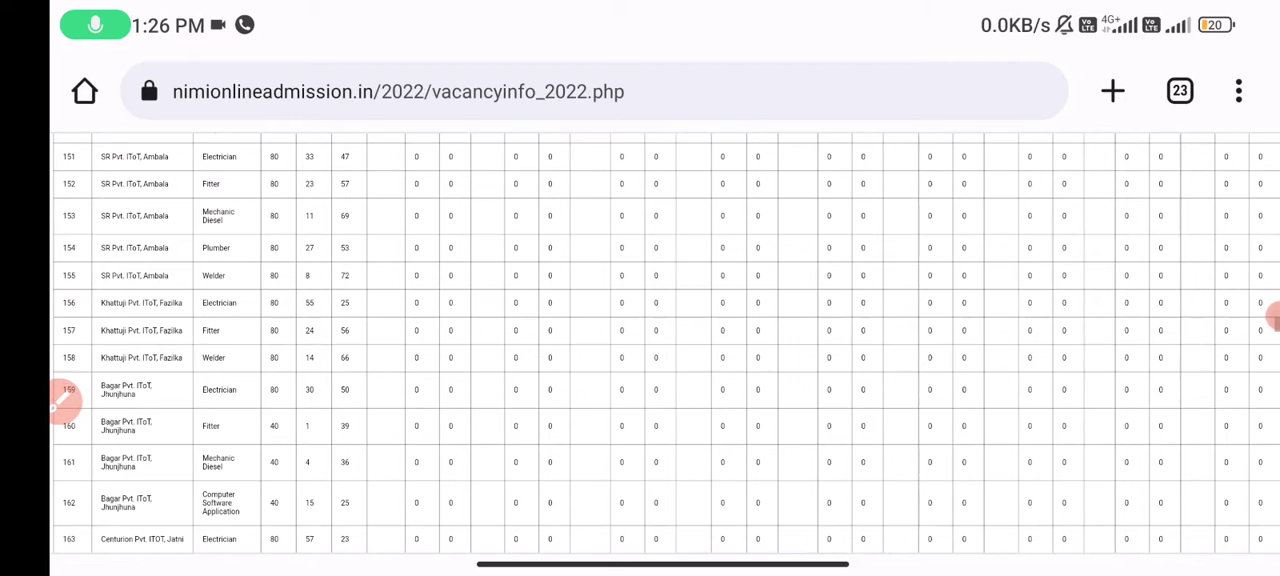 1:26 PM 0.0KB/s Vo LTE 4G+ Vo LTE 20
nimionlineadmission.in/2022/vacancyinfo_2022.php 23
151 SR Pvt. ITоT, Ambala Electrician 80 33 47 0 0 0 0 0 0 0 0 0 0 0 0 0 0 0 0 0 0
152 SR Pvt. IToT, Ambala Fitter 80 23 57 0 0 0 0 0 0 0 0 0 0 0 0 0 0 0 0 0 0
153 SR Pvt. IToT, Ambala Mechanic Diesel 80 11 69 0 0 0 0 0 0 0 0 0 0 0 0 0 0 0 0 0 0
154 SR Pvt. IToT, Ambala Plumber 80 27 53 0 0 0 0 0 0 0 0 0 0 0 0 0 0 0 0 0 0
155 SR Pvt. IToT, Ambala Welder 80 8 72 0 0 0 0 0 0 0 0 0 0 0 0 0 0 0 0 0 0
156 Khattuji Pvt. IToT, Fazilka Electrician 80 55 25 0 0 0 0 0 0 0 0 0 0 0 0 0 0 0 0 0 0
157 Khattuji Pvt. IToT, Fazilka Fitter 80 24 56 0 0 0 0 0 0 0 0 0 0 0 0 0 0 0 0 0 0
158 Khattuji Pvt. IToT, Fazilka Welder 80 14 66 0 0 0 0 0 0 0 0 0 0 0 0 0 0 0 0 0 0
159 Bagar Pvt. IToT, Jhunjhuna Electrician 80 30 50 0 0 0 0 0 0 0 0 0 0 0 0 0 0 0 0 0 0
160 Bagar Pvt. IToT, Jhunjhuna Fitter 40 1 39 0 0 0 0 0 0 0 0 0 0 0 0 0 0 0 0 0 0
161 Bagar Pvt. IToT, Jhunjhuna Mechanic Diesel 40 4 36 0 0 0 0 0 0 0 0 0 0 0 0 0 0 0 0 0 0
162 Bagar Pvt. IToT, Jhunjhuna Computer Software Application 40 15 25 0 0 0 0 0 0 0 0 0 0 0 0 0 0 0 0 0 0
163 Centurion Pvt. ITOT, Jatni Electrician 80 57 23 0 0 0 0 0 0 0 0 0 0 0 0 0 0 0 0 0 0